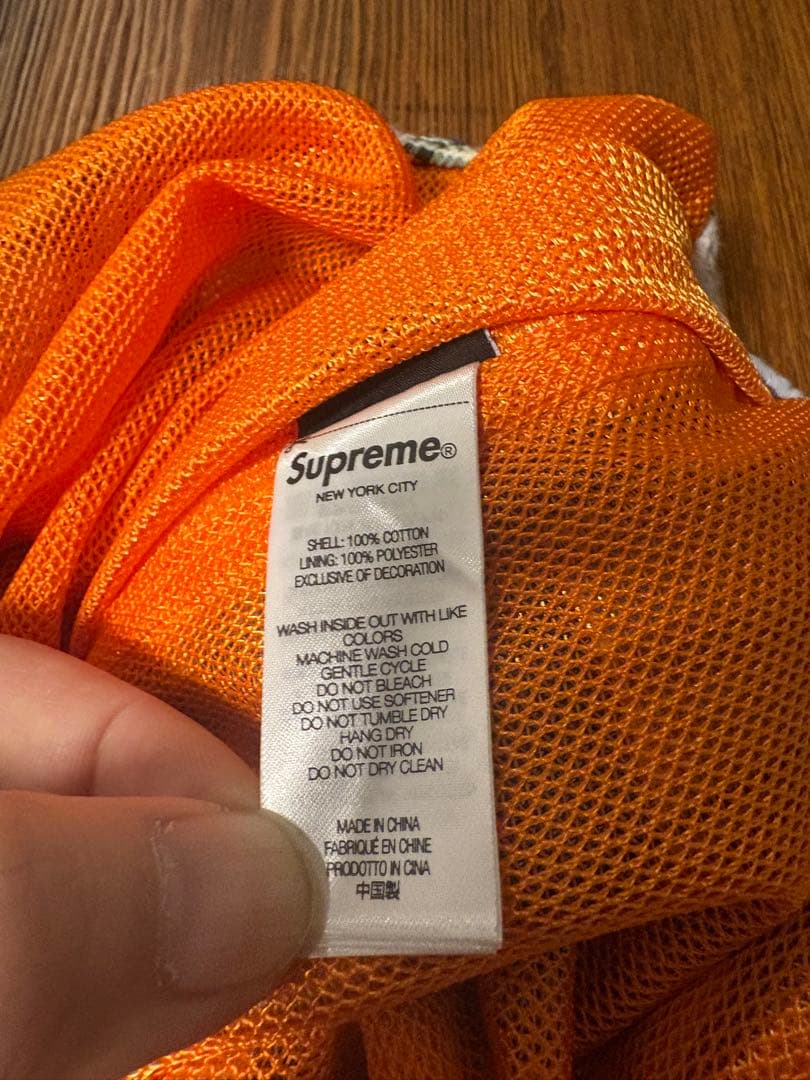 Supreme®
NEW YORK CITY
SHELL: 100% COTTON
LINING: 100% POLYESTER
EXCLUSIVE OF DECORATION
WASH INSIDE OUT WITH LIKE
COLORS
MACHINE WASH COLD
GENTLE CYCLE
DO NOT BLEACH
DO NOT USE SOFTENER
DO NOT TUMBLE DRY
HANG DRY
DO NOT IRON
DO NOT DRY CLEAN
MADE IN CHINA
FABRIQUÉ EN CHINE
PRODOTTO IN CINA
中国製